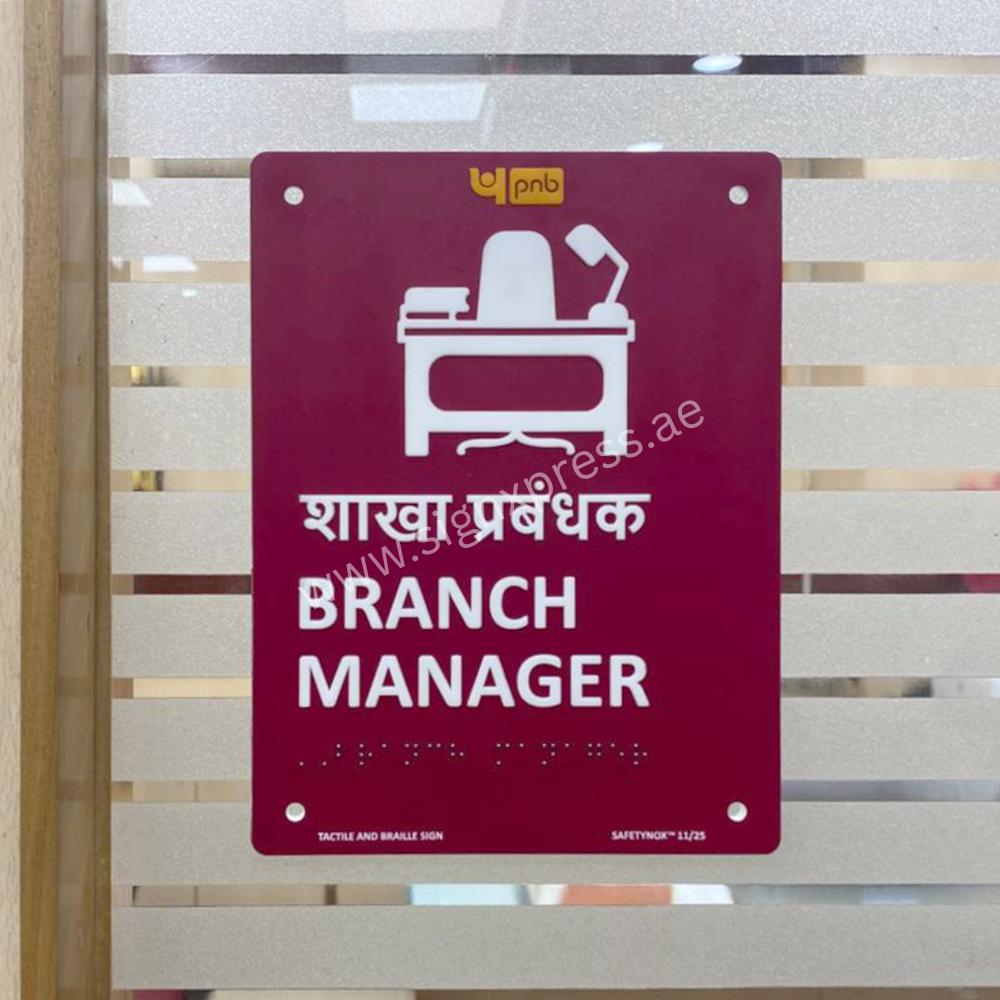 pnb
शाखा प्रबंधक
BRANCH
MANAGER
TACTILE AND BRAILLE SIGN SAFETYNOX™ 11/25
www.signxpress.ae